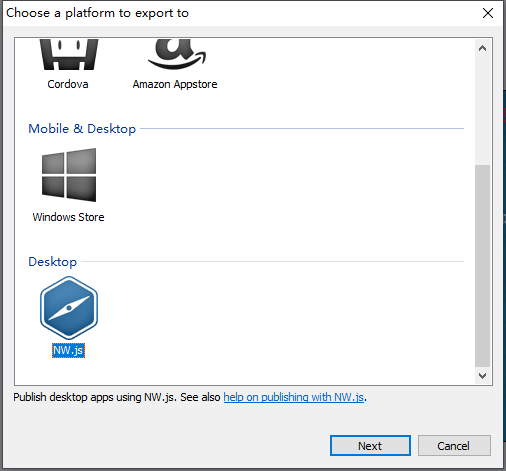 Choose a platform to export to
Cordova
Amazon Appstore
Mobile & Desktop
Windows Store
Desktop
NW.js
Publish desktop apps using NW.js. See also help on publishing with NW.js.
Next
Cancel